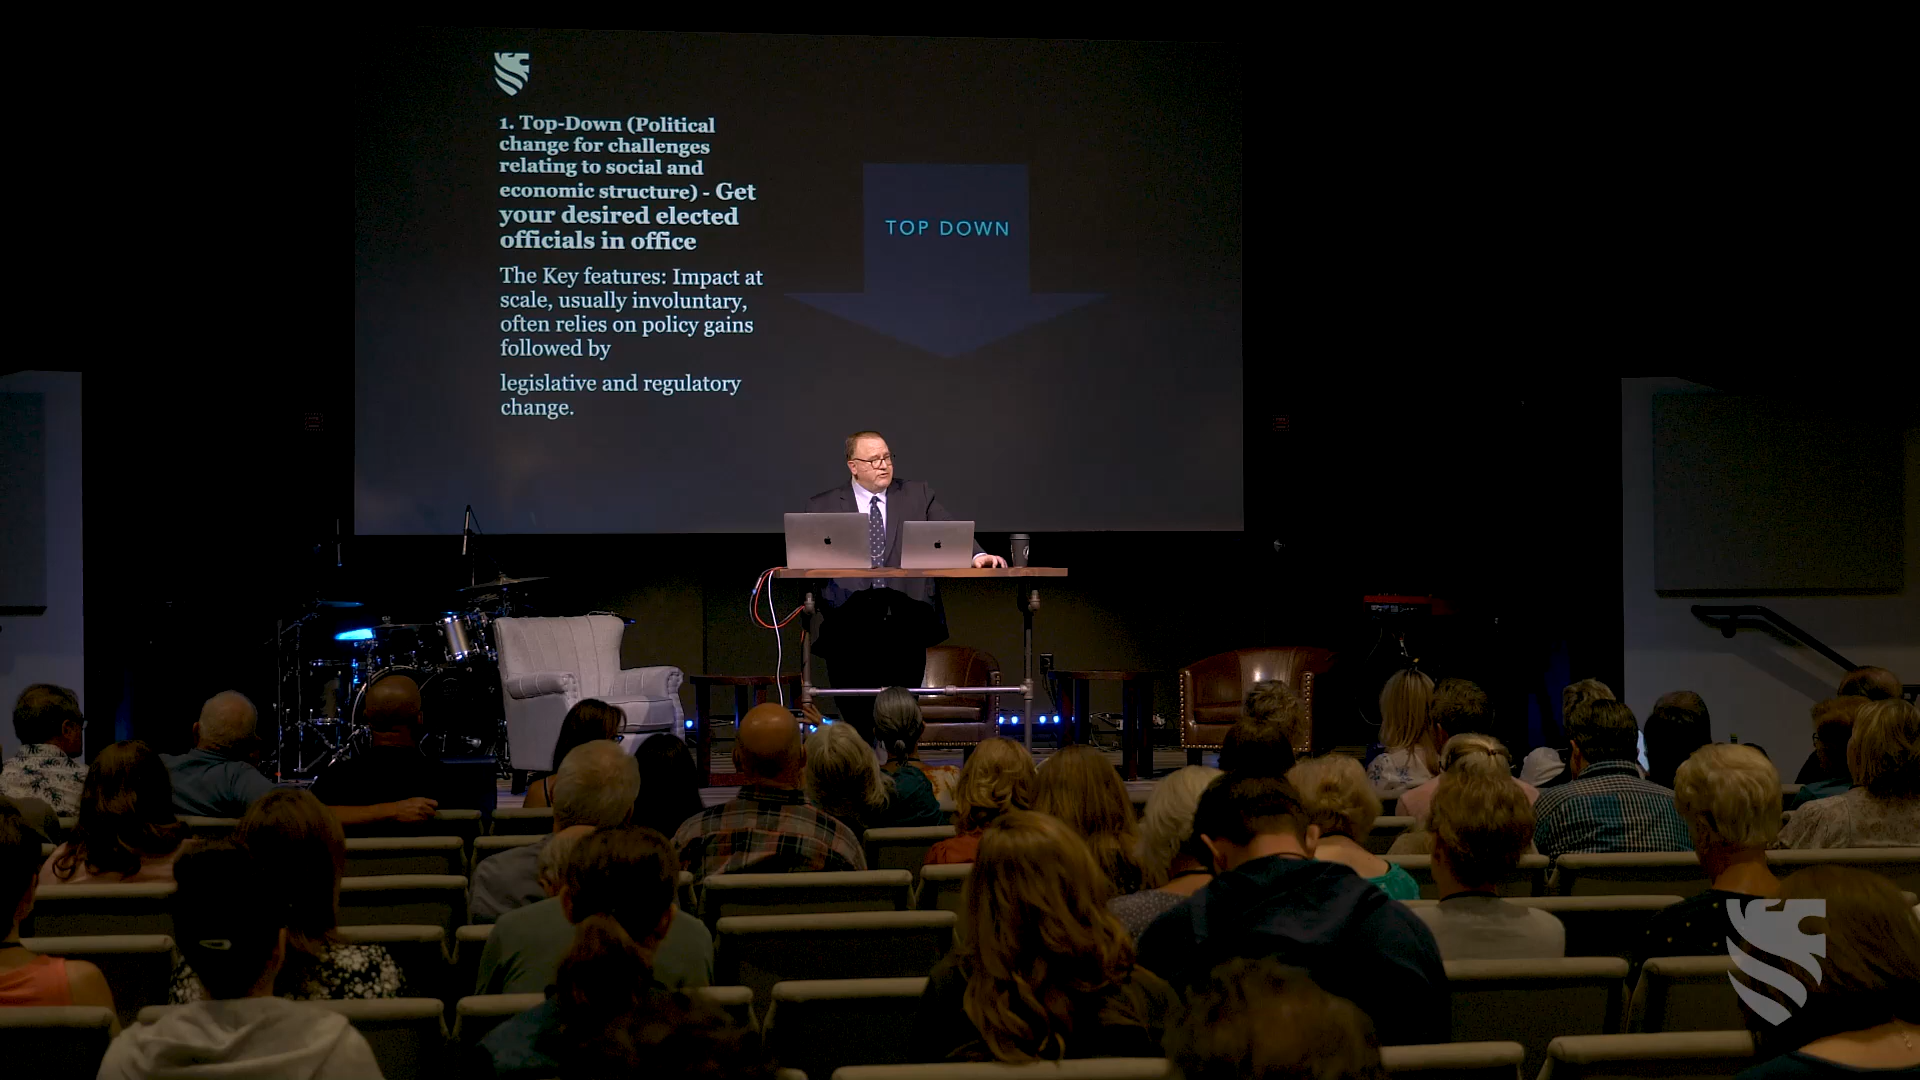 1. Top-Down (Political
change for challenges
relating to social and
economic structure) - Get
your desired elected
officials in office
The Key features: Impact at
scale, usually involuntary,
often relies on policy gains
followed by
legislative and regulatory
change.
TOP DOWN